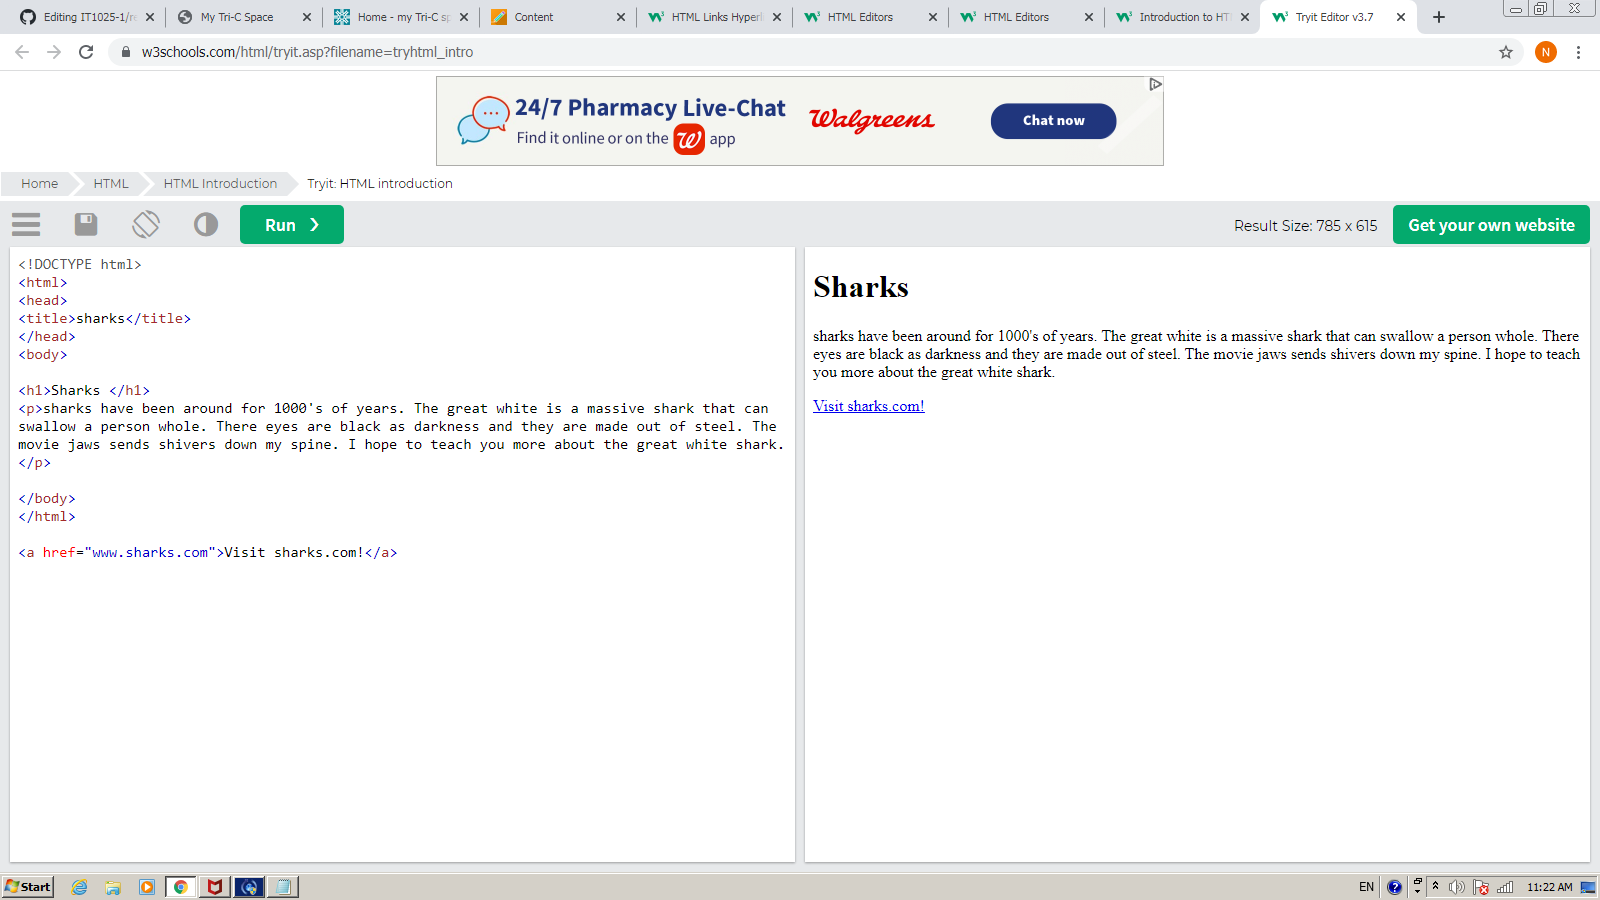 Editing IT1025-1/re
My Tri-C Space
Home - my Tri-C sp
Content
HTML Links Hyperli
HTML Editors
HTML Editors
Introduction to HT
Tryit Editor v3.7
w3schools.com/html/tryit.asp?filename=tryhtml_intro
N
24/7 Pharmacy Live-Chat
Find it online or on the W app
Walgreens
Chat now
Home
HTML
HTML Introduction
Tryit: HTML introduction
Run
Result Size: 785 x 615
Get your own website
<!DOCTYPE html>
<html>
<head>
<title>sharks</title>
</head>
<body>
<h1>Sharks </h1>
<p>sharks have been around for 1000's of years. The great white is a massive shark that can
swallow a person whole. There eyes are black as darkness and they are made out of steel. The
movie jaws sends shivers down my spine. I hope to teach you more about the great white shark.
</p>
</body>
</html>
<a href="www.sharks.com">Visit sharks.com!</a>
Sharks
sharks have been around for 1000's of years. The great white is a massive shark that can swallow a person whole. There
eyes are black as darkness and they are made out of steel. The movie jaws sends shivers down my spine. I hope to teach
you more about the great white shark.
Visit sharks.com!
Start
EN
11:22 AM